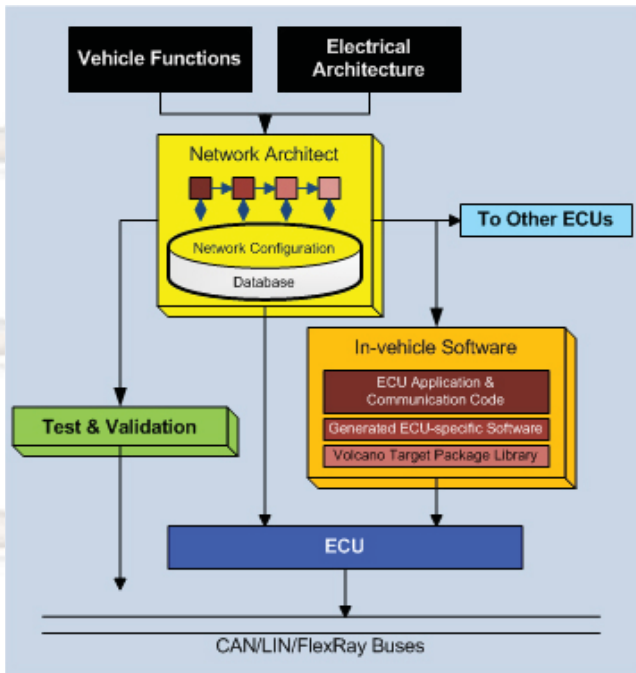 Vehicle Functions
Electrical
Architecture
Network Architect
Network Configuration
Database
To Other ECUs
In-vehicle Software
ECU Application &
Communication Code
Generated ECU-specific Software
Volcano Target Package Library
Test & Validation
ECU
CAN/LIN/FlexRay Buses